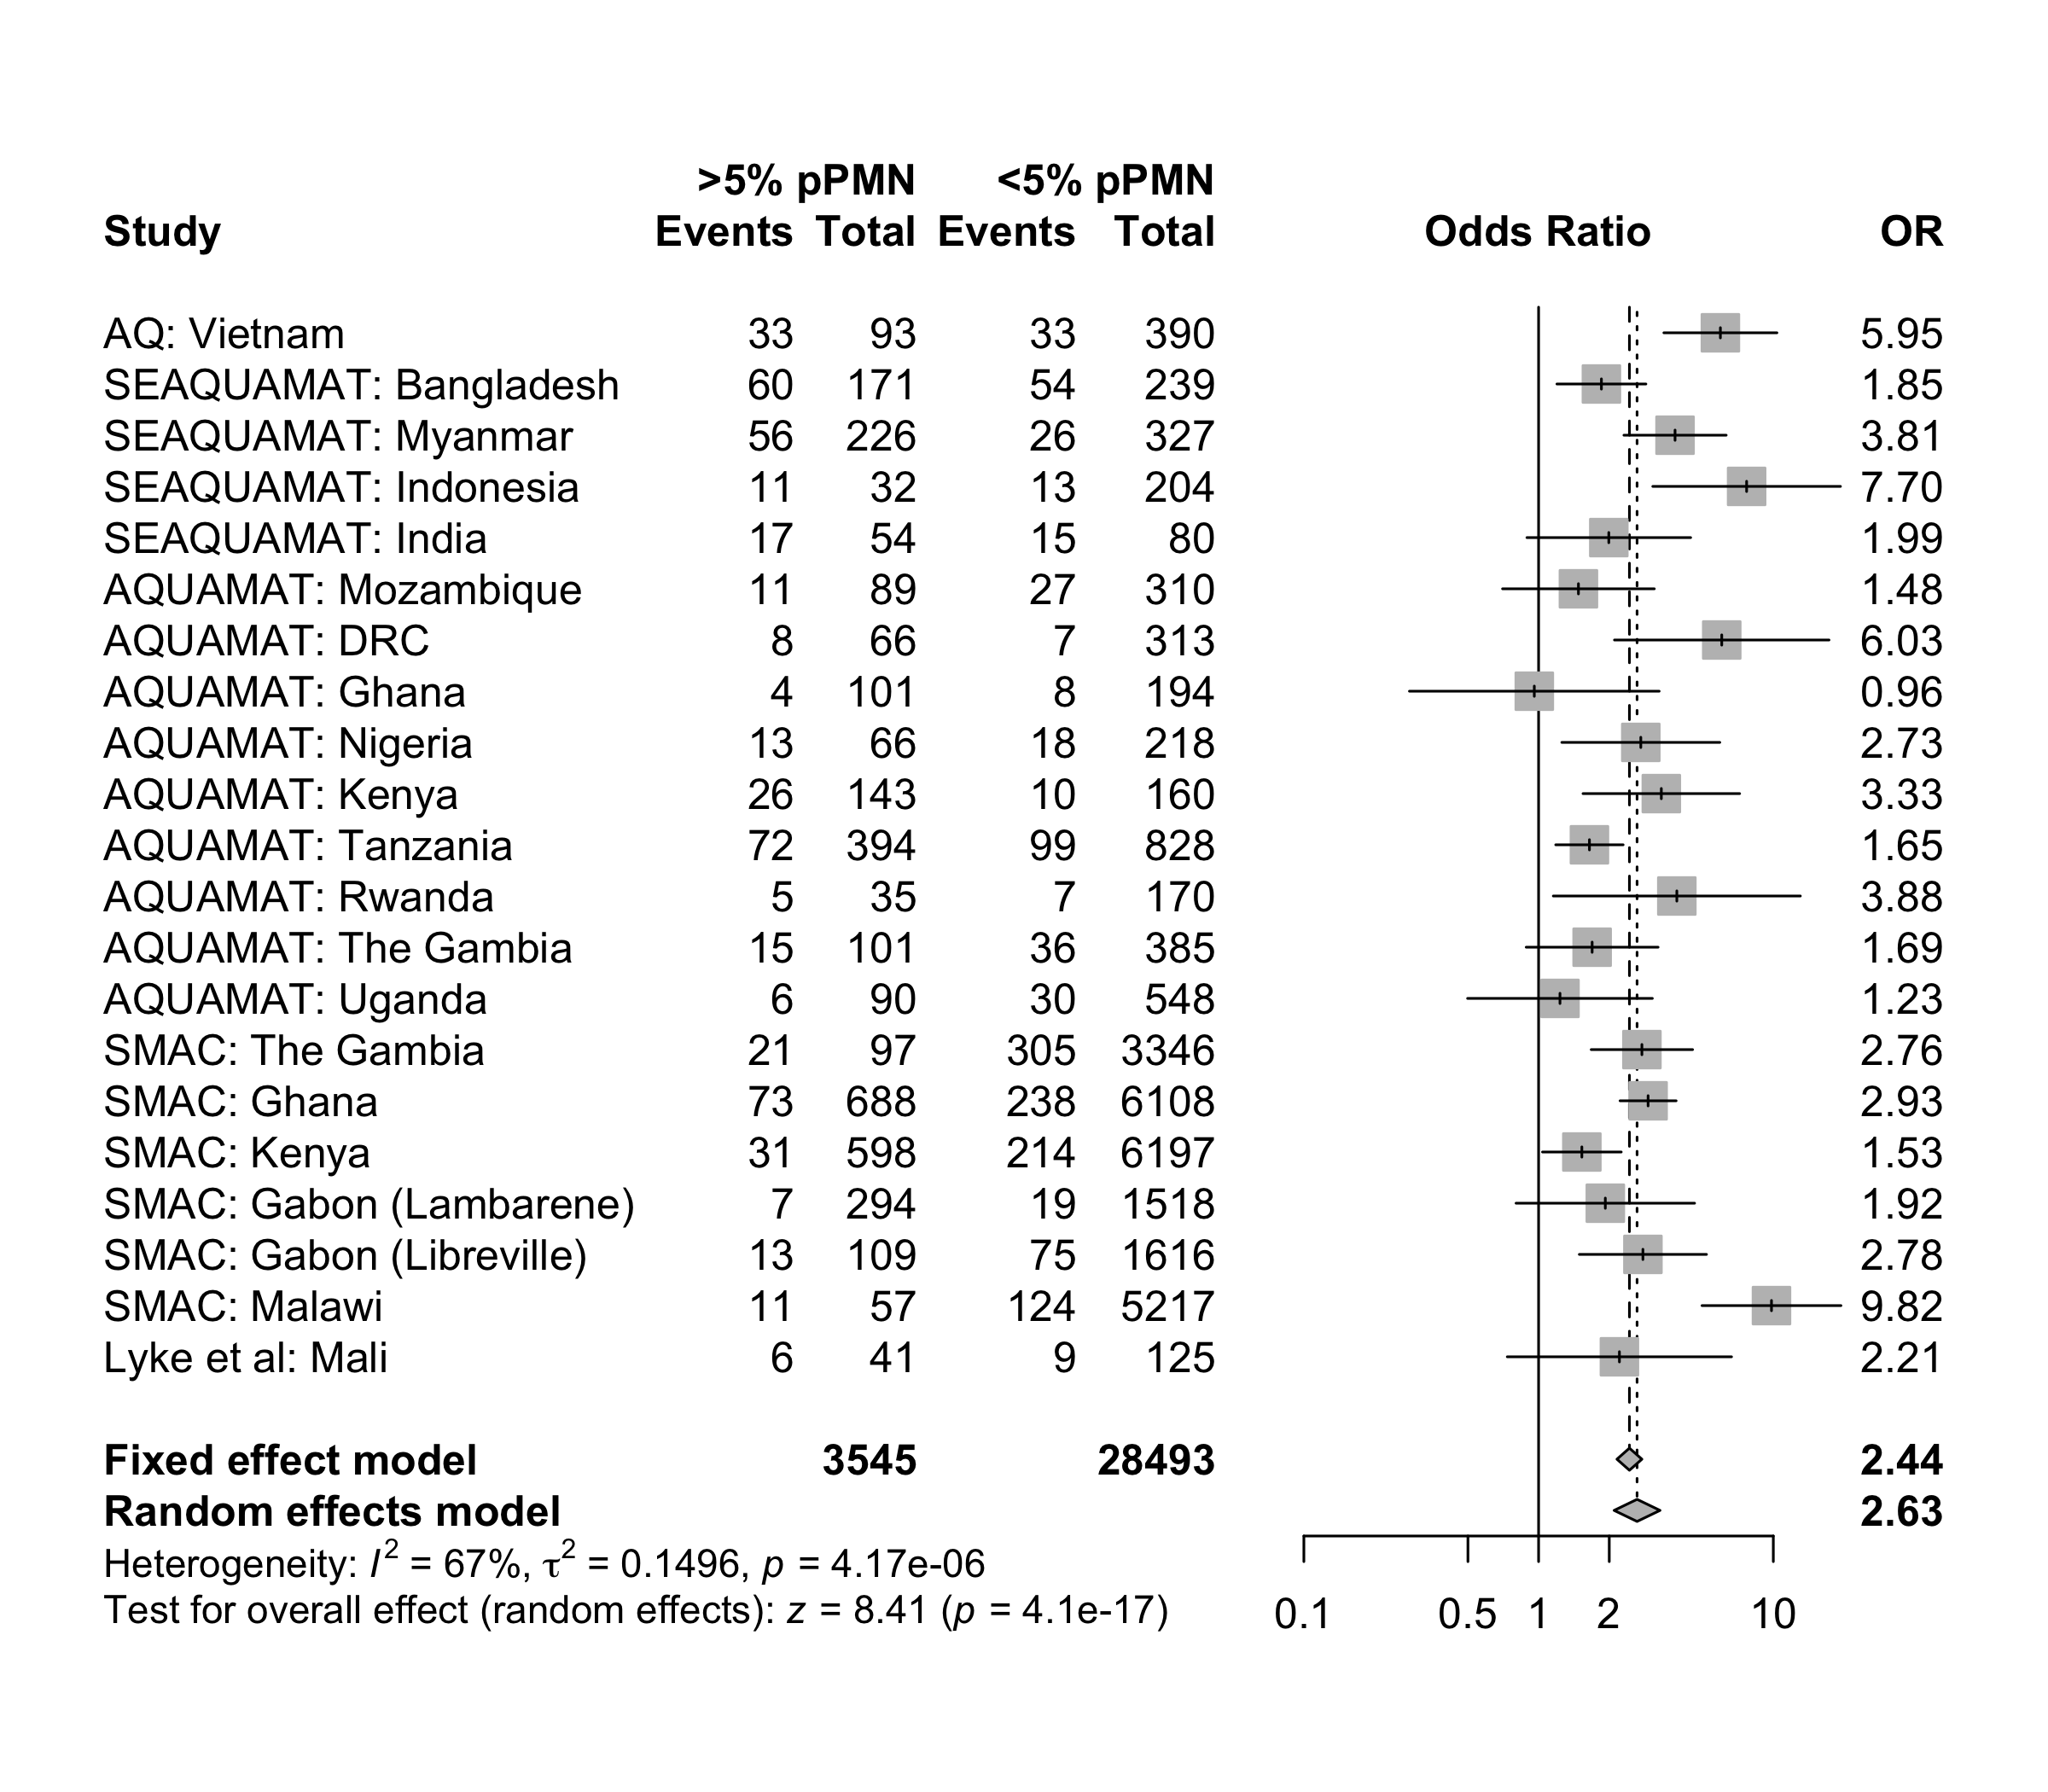 >5% pPMN <5% pPMN
Study Events Total Events Total Odds Ratio OR
AQ: Vietnam 33 93 33 390 5.95
SEAQUAMAT: Bangladesh 60 171 54 239 1.85
SEAQUAMAT: Myanmar 56 226 26 327 3.81
SEAQUAMAT: Indonesia 11 32 13 204 7.70
SEAQUAMAT: India 17 54 15 80 1.99
AQUAMAT: Mozambique 11 89 27 310 1.48
AQUAMAT: DRC 8 66 7 313 6.03
AQUAMAT: Ghana 4 101 8 194 0.96
AQUAMAT: Nigeria 13 66 18 218 2.73
AQUAMAT: Kenya 26 143 10 160 3.33
AQUAMAT: Tanzania 72 394 99 828 1.65
AQUAMAT: Rwanda 5 35 7 170 3.88
AQUAMAT: The Gambia 15 101 36 385 1.69
AQUAMAT: Uganda 6 90 30 548 1.23
SMAC: The Gambia 21 97 305 3346 2.76
SMAC: Ghana 73 688 238 6108 2.93
SMAC: Kenya 31 598 214 6197 1.53
SMAC: Gabon (Lambarene) 7 294 19 1518 1.92
SMAC: Gabon (Libreville) 13 109 75 1616 2.78
SMAC: Malawi 11 57 124 5217 9.82
Lyke et al: Mali 6 41 9 125 2.21
Fixed effect model 3545 28493 2.44
Random effects model 2.63
Heterogeneity: I² = 67%, τ² = 0.1496, p = 4.17e-06
Test for overall effect (random effects): z = 8.41 (p = 4.1e-17)
0.1 0.5 1 2 10